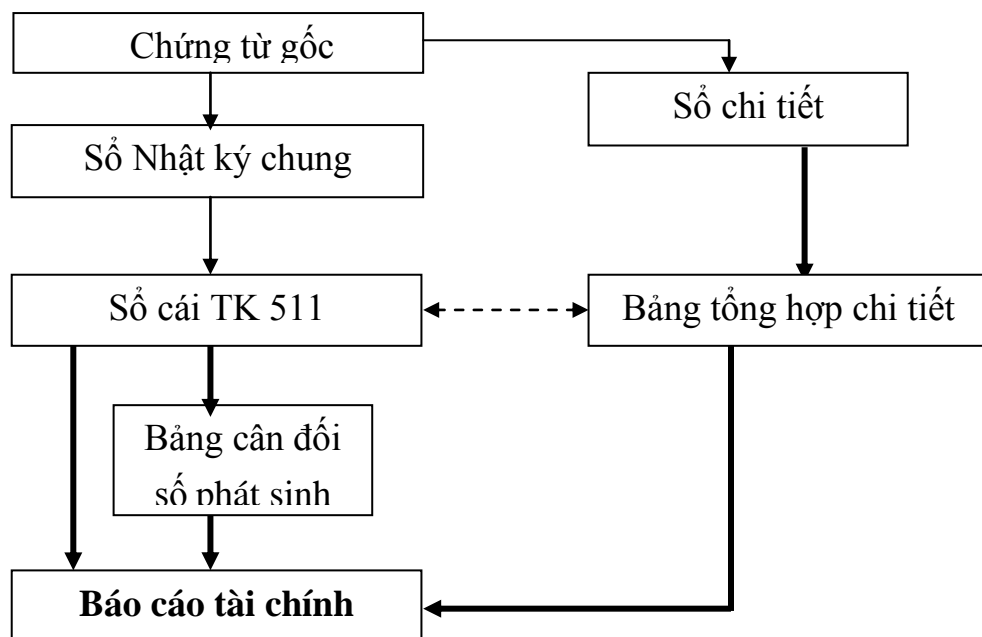 Chứng từ gốc
Sổ chi tiết
Sổ Nhật ký chung
Sổ cái TK 511
Bảng tổng hợp chi tiết
Bảng cân đối
số phát sinh
Báo cáo tài chính